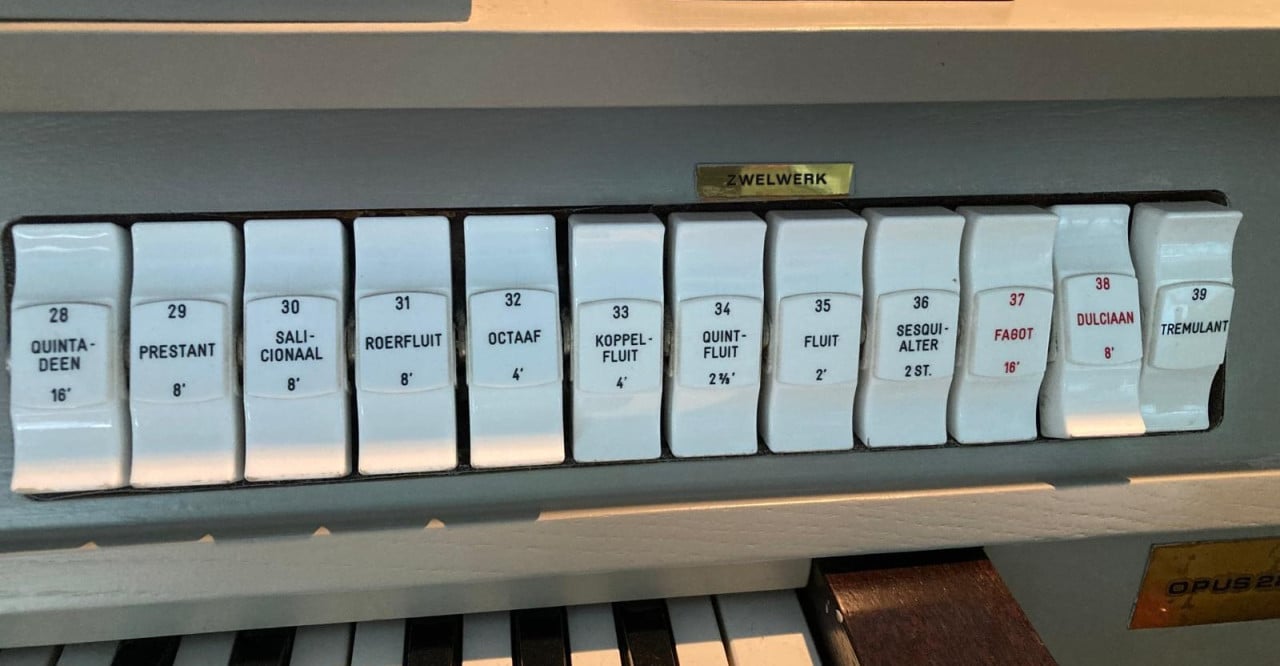 ZWELWERK
28
QUINTA-
DEEN
16'
29
PRESTANT
8'
30
SALI-
CIONAAL
8'
31
ROERFLUIT
8'
32
OCTAAF
4'
33
KOPPEL-
FLUIT
4'
34
QUINT-
FLUIT
2⅔'
35
FLUIT
2'
36
SESQUI-
ALTER
2 ST.
37
FAGOT
16'
38
DULCIAAN
8'
39
TREMULANT
OPUS